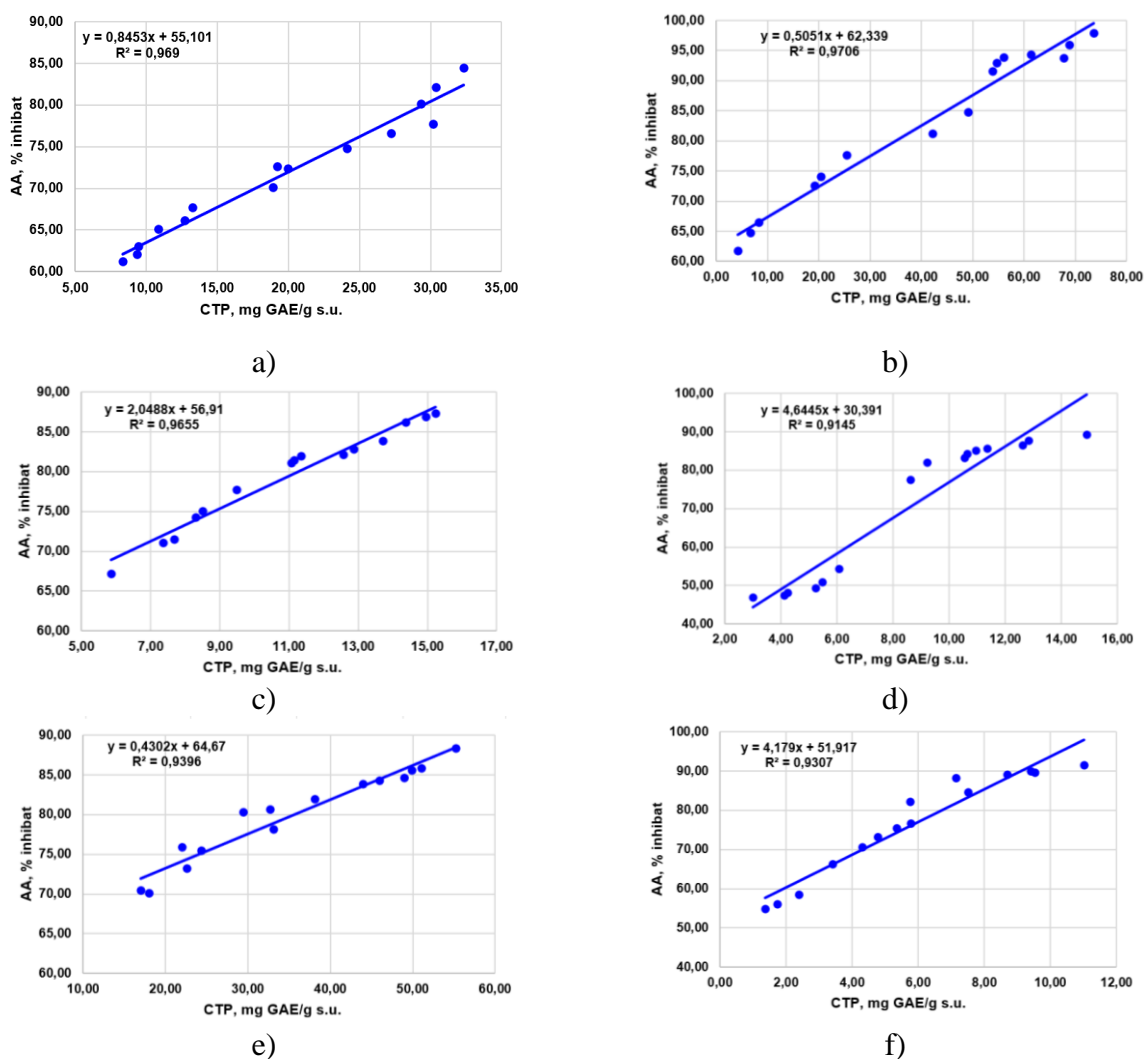 y = 0,8453x + 55,101
R² = 0,969
AA, % inhibat
90,00
85,00
80,00
75,00
70,00
65,00
60,00
5,00 10,00 15,00 20,00 25,00 30,00 35,00
CTP, mg GAE/g s.u.
a)
y = 0,5051x + 62,339
R² = 0,9706
AA, % inhibat
100,00
95,00
90,00
85,00
80,00
75,00
70,00
65,00
60,00
0,00 10,00 20,00 30,00 40,00 50,00 60,00 70,00 80,00
CTP, mg GAE/g s.u.
b)
y = 2,0488x + 56,91
R² = 0,9655
AA, % inhibat
90,00
85,00
80,00
75,00
70,00
65,00
60,00
5,00 7,00 9,00 11,00 13,00 15,00 17,00
CTP, mg GAE/g s.u.
c)
y = 4,6445x + 30,391
R² = 0,9145
AA, % inhibat
100,00
90,00
80,00
70,00
60,00
50,00
40,00
2,00 4,00 6,00 8,00 10,00 12,00 14,00 16,00
CTP, mg GAE/g s.u.
d)
y = 0,4302x + 64,67
R² = 0,9396
AA, % inhibat
90,00
85,00
80,00
75,00
70,00
65,00
60,00
10,00 20,00 30,00 40,00 50,00 60,00
CTP, mg GAE/g s.u.
e)
y = 4,179x + 51,917
R² = 0,9307
AA, % inhibat
100,00
90,00
80,00
70,00
60,00
50,00
40,00
0,00 2,00 4,00 6,00 8,00 10,00 12,00
CTP, mg GAE/g s.u.
f)